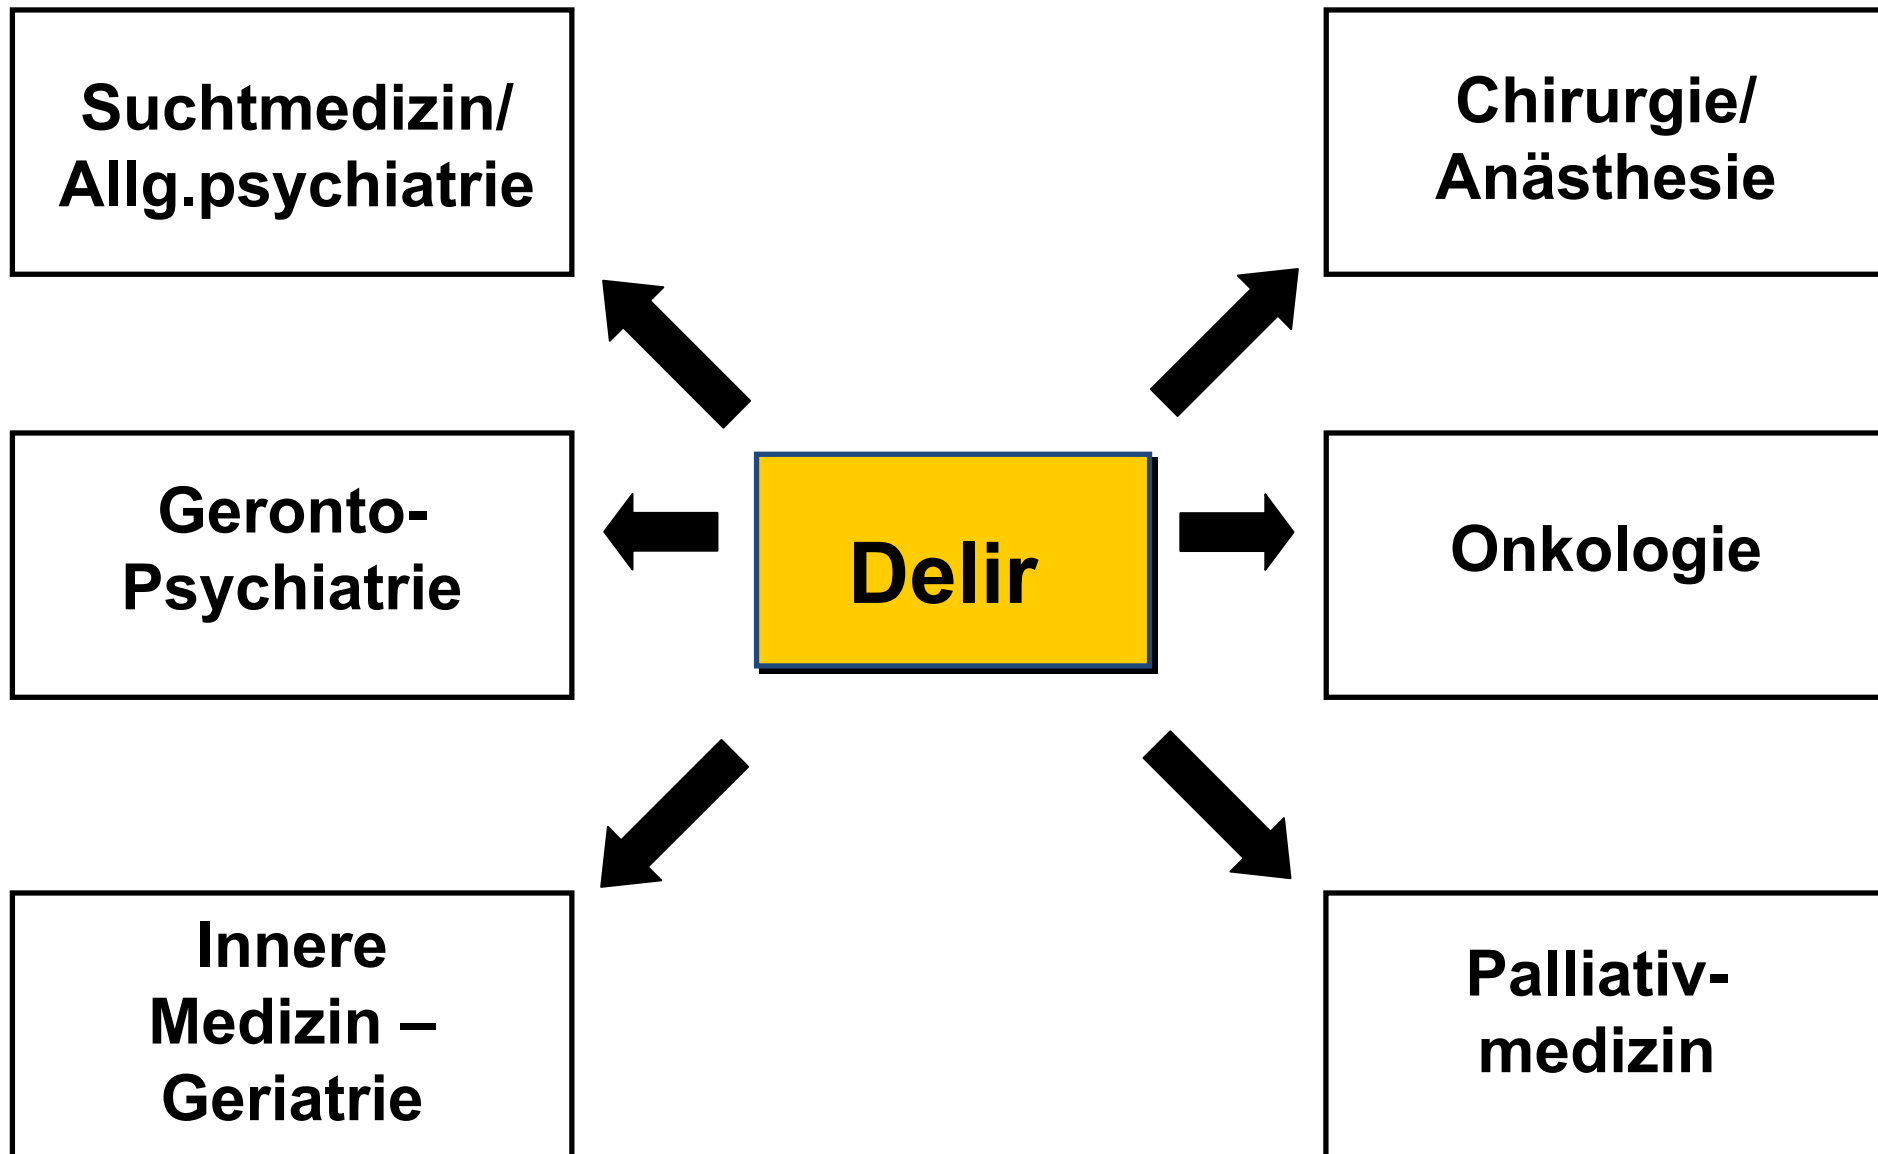 Suchtmedizin/
Allg.psychiatrie
Chirurgie/
Anästhesie
Geronto-
Psychiatrie
Delir
Onkologie
Innere
Medizin –
Geriatrie
Palliativ-
medizin